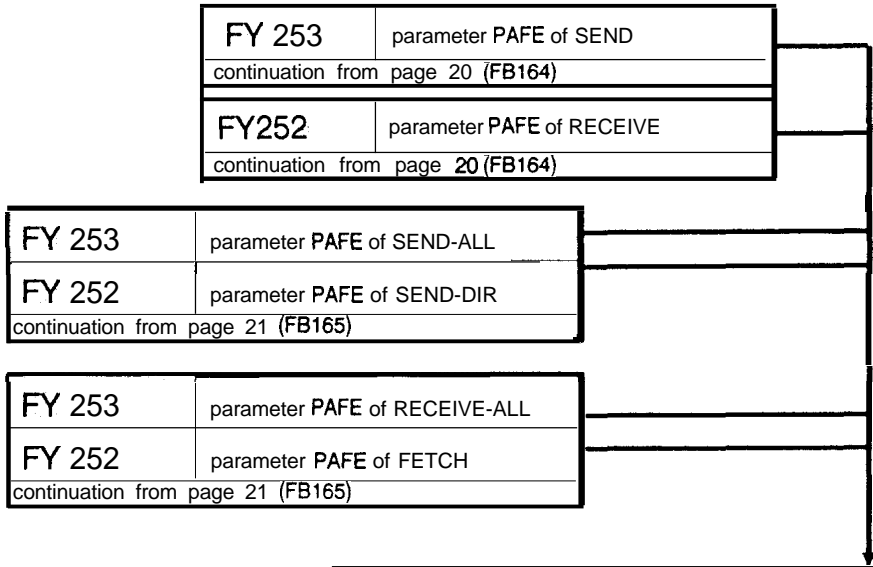 FY 253 parameter PAFE of SEND
continuation from page 20 (FB164)
FY252 parameter PAFE of RECEIVE
continuation from page 20 (FB164)
FY 253 parameter PAFE of SEND-ALL
FY 252 parameter PAFE of SEND-DIR
continuation from page 21 (FB165)
FY 253 parameter PAFE of RECEIVE-ALL
FY 252 parameter PAFE of FETCH
continuation from page 21 (FB165)